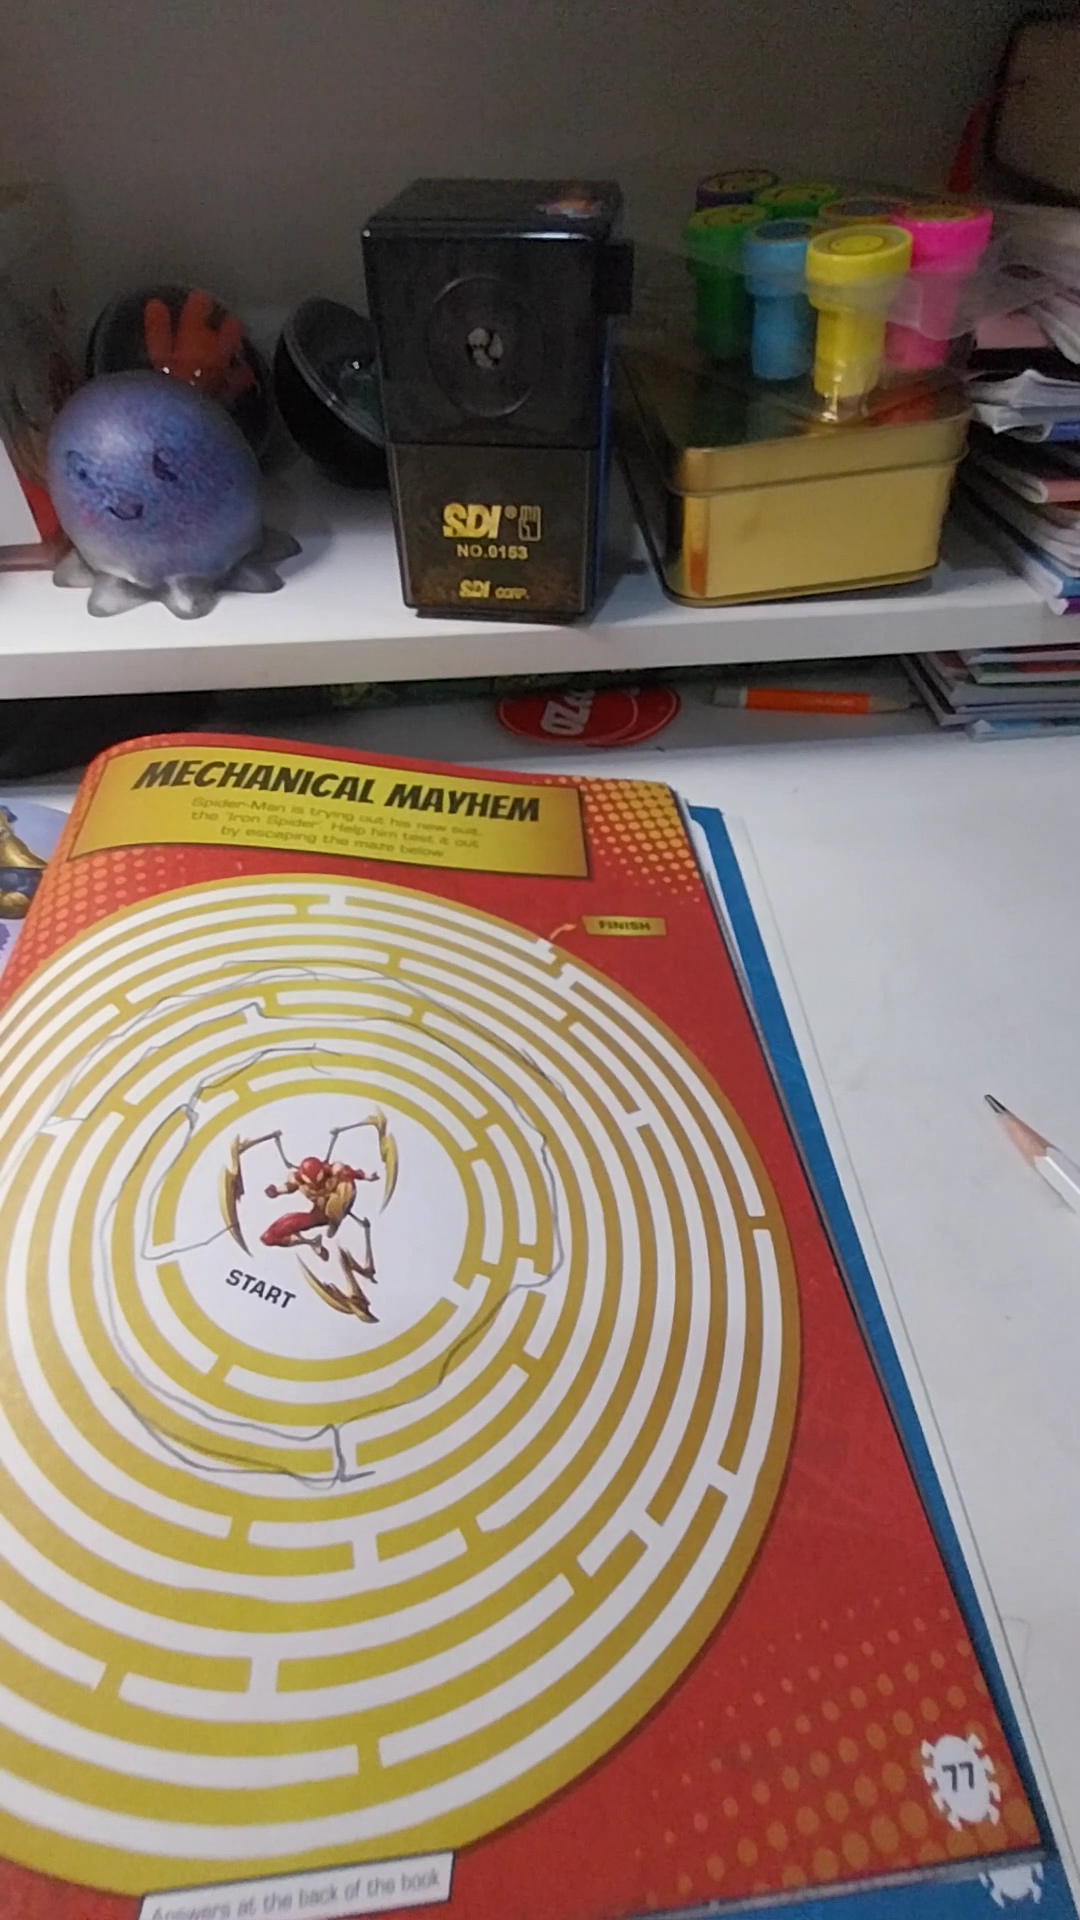 SDI®
NO.0153
SDI CORP.
OZZ
MECHANICAL MAYHEM
Spider-Man is trying out his new suit,
the 'Iron Spider'. Help him test it out
by escaping the maze below
FINISH
START
77
Answers at the back of the book